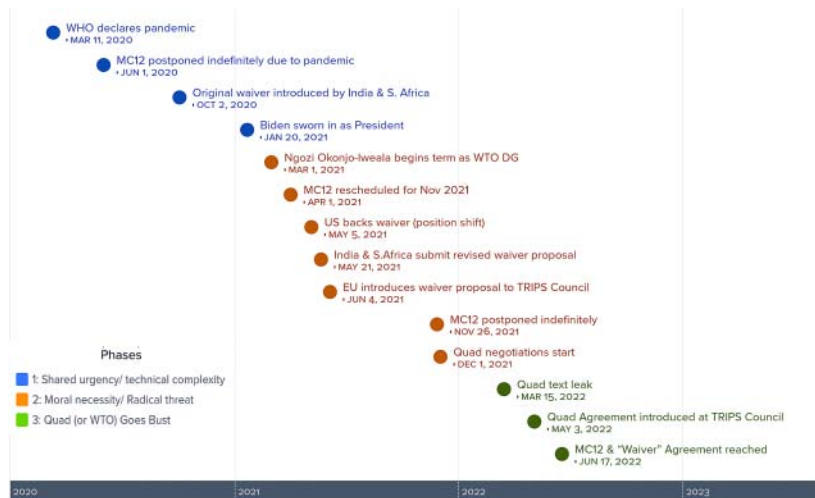 WHO declares pandemic
• MAR 11, 2020
MC12 postponed indefinitely due to pandemic
• JUN 1, 2020
Original waiver introduced by India & S. Africa
• OCT 2, 2020
Biden sworn in as President
• JAN 20, 2021
Ngozi Okonjo-Iweala begins term as WTO DG
• MAR 1, 2021
MC12 rescheduled for Nov 2021
• APR 1, 2021
US backs waiver (position shift)
• MAY 5, 2021
India & S.Africa submit revised waiver proposal
• MAY 21, 2021
EU introduces waiver proposal to TRIPS Council
• JUN 4, 2021
MC12 postponed indefinitely
• NOV 26, 2021
Quad negotiations start
• DEC 1, 2021
Quad text leak
• MAR 15, 2022
Quad Agreement introduced at TRIPS Council
• MAY 3, 2022
MC12 & "Waiver" Agreement reached
• JUN 17, 2022
Phases
1: Shared urgency/ technical complexity
2: Moral necessity/ Radical threat
3: Quad (or WTO) Goes Bust
2020 2021 2022 2023